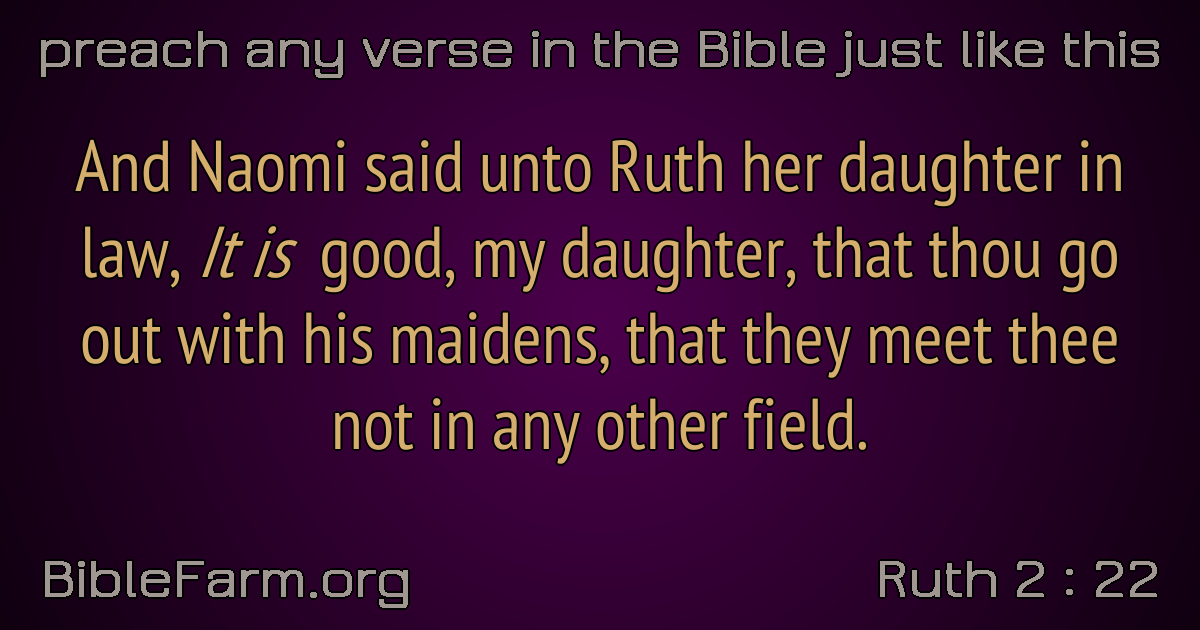 preach any verse in the Bible just like this
And Naomi said unto Ruth her daughter in
law, It is good, my daughter, that thou go
out with his maidens, that they meet thee
not in any other field.
BibleFarm.org
Ruth 2 : 22